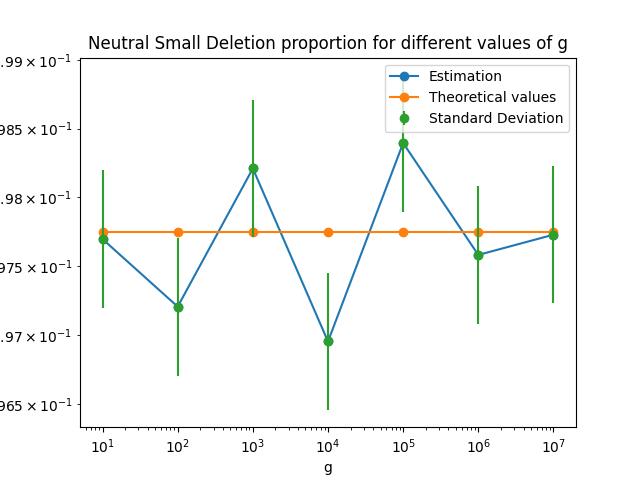 Neutral Small Deletion proportion for different values of g
.99 × 10⁻¹
985 × 10⁻¹
.98 × 10⁻¹
975 × 10⁻¹
.97 × 10⁻¹
965 × 10⁻¹
Estimation
Theoretical values
Standard Deviation
10¹ 10² 10³ 10⁴ 10⁵ 10⁶ 10⁷
g